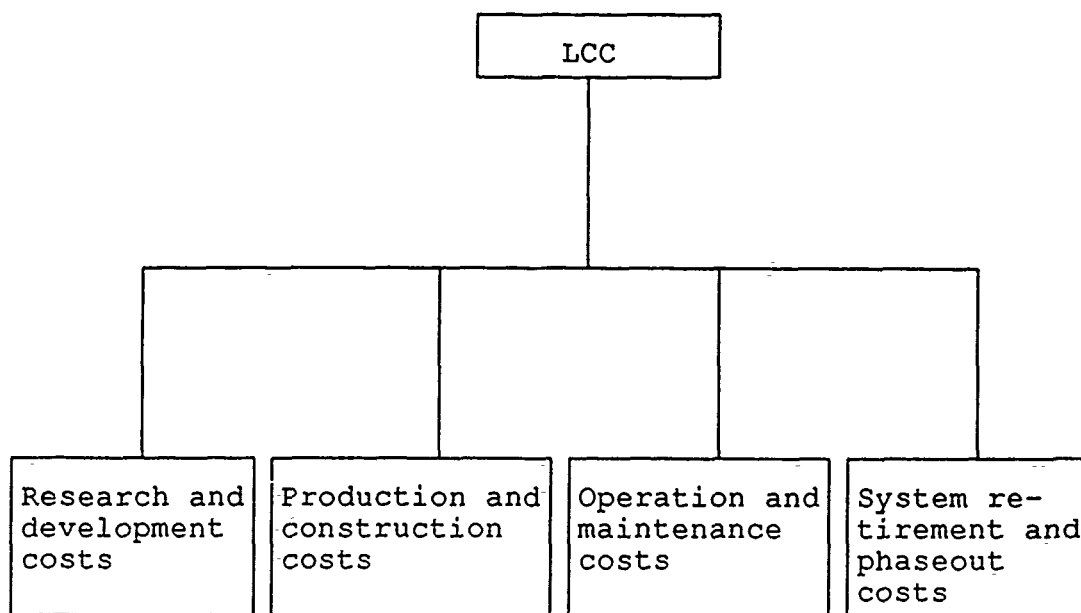 LCC
Research and
development
costs
Production and
construction
costs
Operation and
maintenance
costs
System re-
tirement and
phaseout
costs